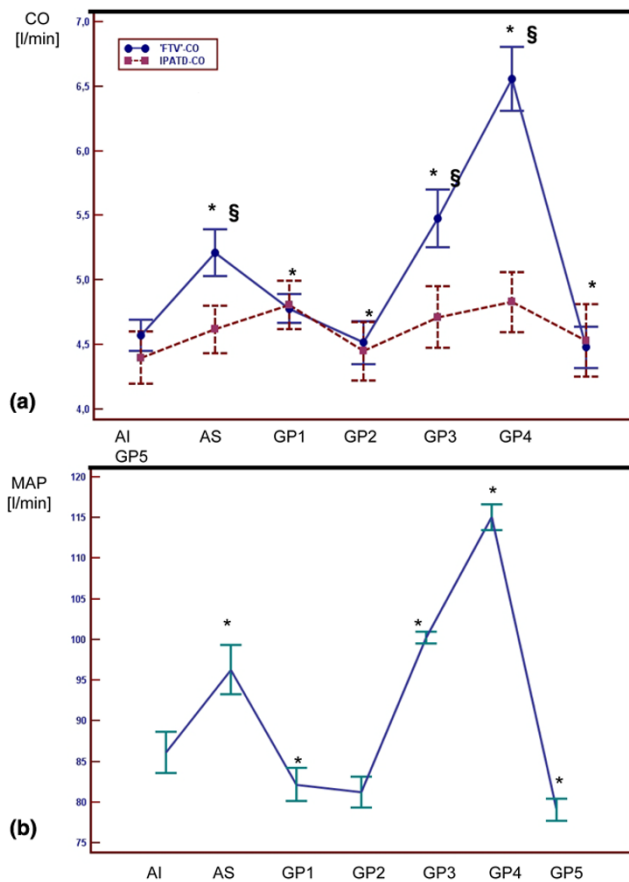 CO
[l/min]
7,0
'FTV'-CO
IPATD-CO
* §
6,5
6,0
* §
5,5
* §
*
*
*
5,0
4,5
4,0
(a)
AI AS GP1 GP2 GP3 GP4
GP5
MAP
[l/min]
120
*
115
110
105
* *
100
95
90
* *
85
80
75
(b)
AI AS GP1 GP2 GP3 GP4 GP5